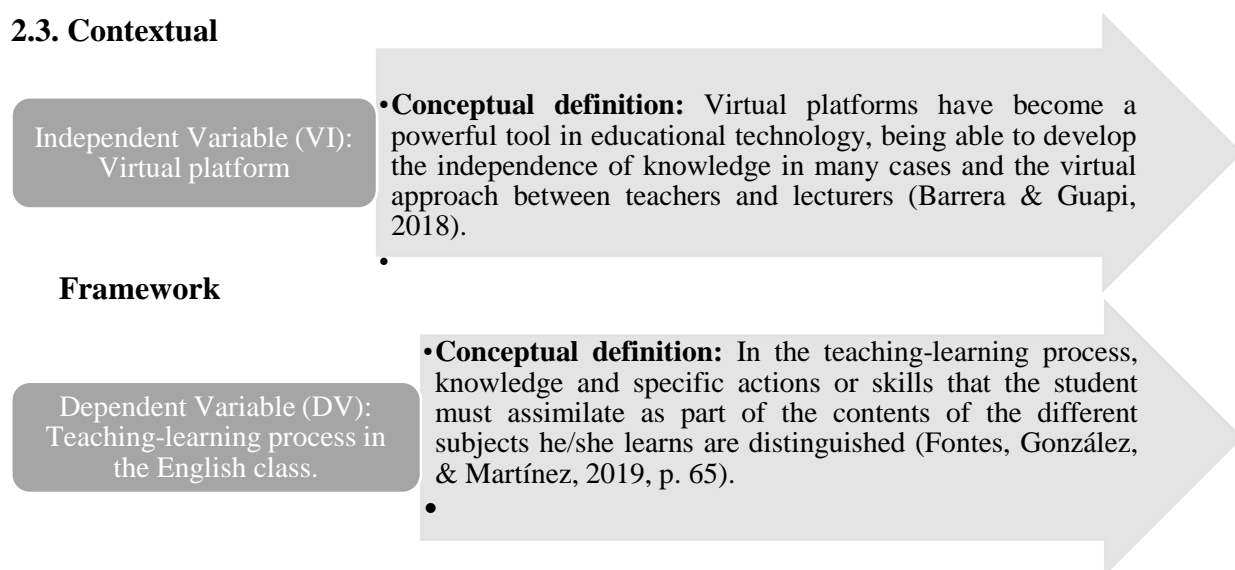 2.3. Contextual
Independent Variable (VI):
Virtual platform
•Conceptual definition: Virtual platforms have become a
powerful tool in educational technology, being able to develop
the independence of knowledge in many cases and the virtual
approach between teachers and lecturers (Barrera & Guapi,
2018).
•
Framework
Dependent Variable (DV):
Teaching-learning process in
the English class.
•Conceptual definition: In the teaching-learning process,
knowledge and specific actions or skills that the student
must assimilate as part of the contents of the different
subjects he/she learns are distinguished (Fontes, González,
& Martínez, 2019, p. 65).
•